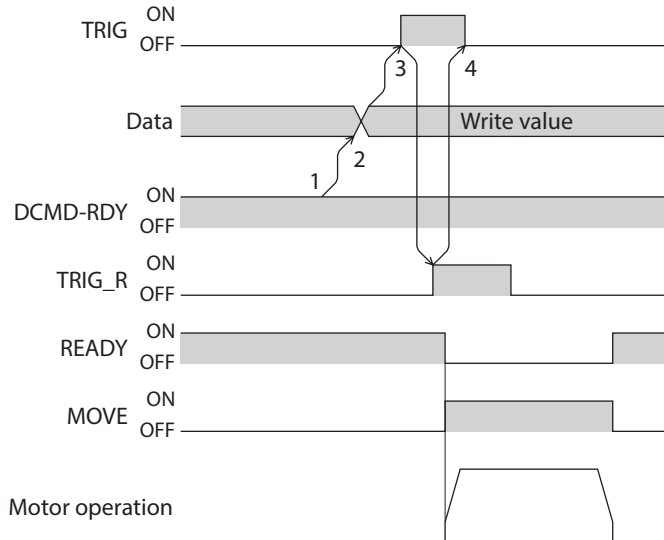 ON
TRIG
OFF
3
4
Data
Write value
2
1
ON
DCMD-RDY
OFF
ON
TRIG_R
OFF
ON
READY
OFF
ON
MOVE
OFF
Motor operation